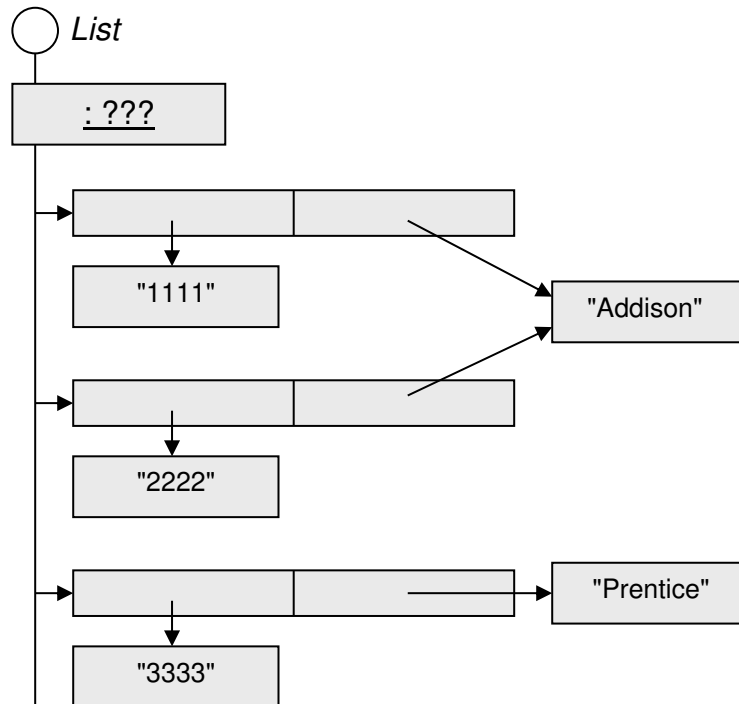 List
: ???
"1111"
"Addison"
"2222"
"Prentice"
"3333"